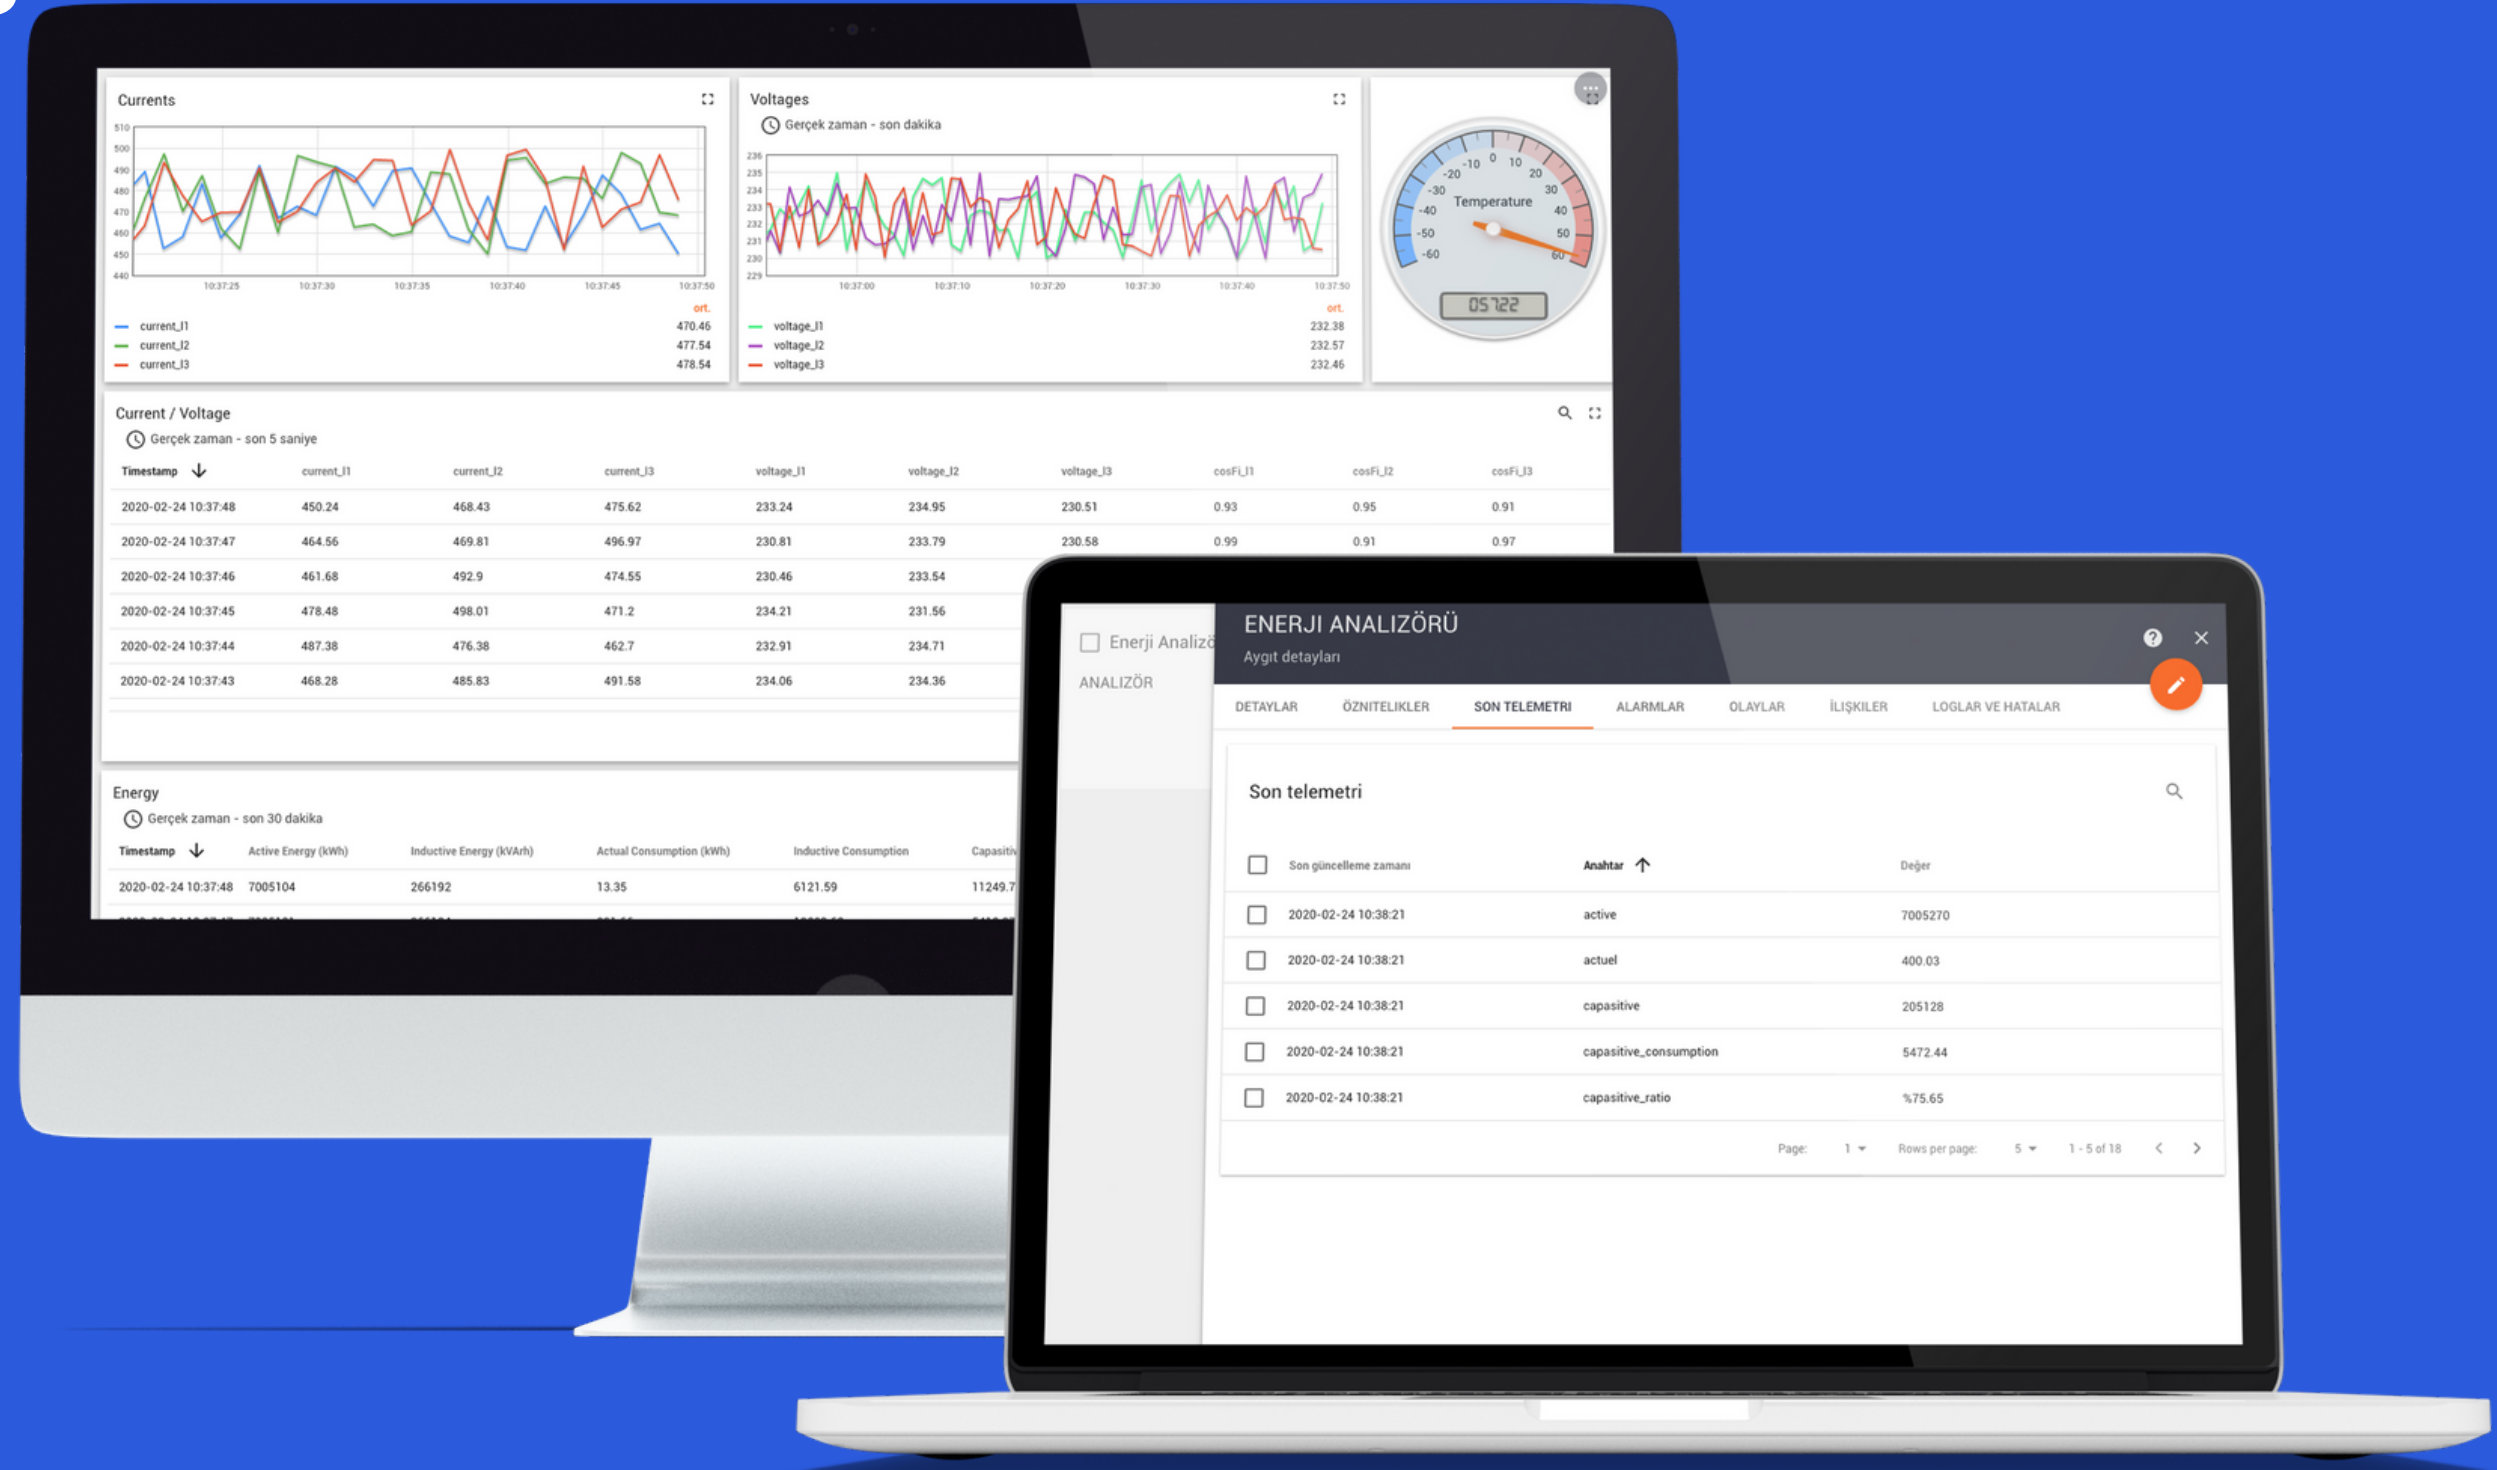 Currents
510
500
490
480
470
460
450
440
10:37:25 10:37:30 10:37:35 10:37:40 10:37:45 10:37:50
ort.
current_l1 470.46
current_l2 477.54
current_l3 478.54
Voltages
Gerçek zaman - son dakika
236
235
234
233
232
231
230
229
10:37:00 10:37:10 10:37:20 10:37:30 10:37:40 10:37:50
ort.
voltage_l1 232.38
voltage_l2 232.57
voltage_l3 232.46
-60 -50 -40 -30 -20 -10 0 10 20 30 40 50 60
Temperature
057.22
Current / Voltage
Gerçek zaman - son 5 saniye
Timestamp current_l1 current_l2 current_l3 voltage_l1 voltage_l2 voltage_l3 cosFi_l1 cosFi_l2 cosFi_l3
2020-02-24 10:37:48 450.24 468.43 475.62 233.24 234.95 230.51 0.93 0.95 0.91
2020-02-24 10:37:47 464.56 469.81 496.97 230.81 233.79 230.58 0.99 0.91 0.97
2020-02-24 10:37:46 461.68 492.9 474.55 230.46 233.54
2020-02-24 10:37:45 478.48 498.01 471.2 234.21 231.56
2020-02-24 10:37:44 487.38 476.38 462.7 232.91 234.71
2020-02-24 10:37:43 468.28 485.83 491.58 234.06 234.36
Energy
Gerçek zaman - son 30 dakika
Timestamp Active Energy (kWh) Inductive Energy (kVArh) Actual Consumption (kWh) Inductive Consumption Capasitiv
2020-02-24 10:37:48 7005104 266192 13.35 6121.59 11249.7
Enerji Analizö
ANALIZÖR
ENERJI ANALIZÖRÜ
Aygıt detayları
DETAYLAR ÖZNITELIKLER SON TELEMETRI ALARMLAR OLAYLAR İLIŞKILER LOGLAR VE HATALAR
Son telemetri
Son güncelleme zamanı Anahtar Değer
2020-02-24 10:38:21 active 7005270
2020-02-24 10:38:21 actuel 400.03
2020-02-24 10:38:21 capasitive 205128
2020-02-24 10:38:21 capasitive_consumption 5472.44
2020-02-24 10:38:21 capasitive_ratio %75.65
Page: 1 Rows per page: 5 1 - 5 of 18